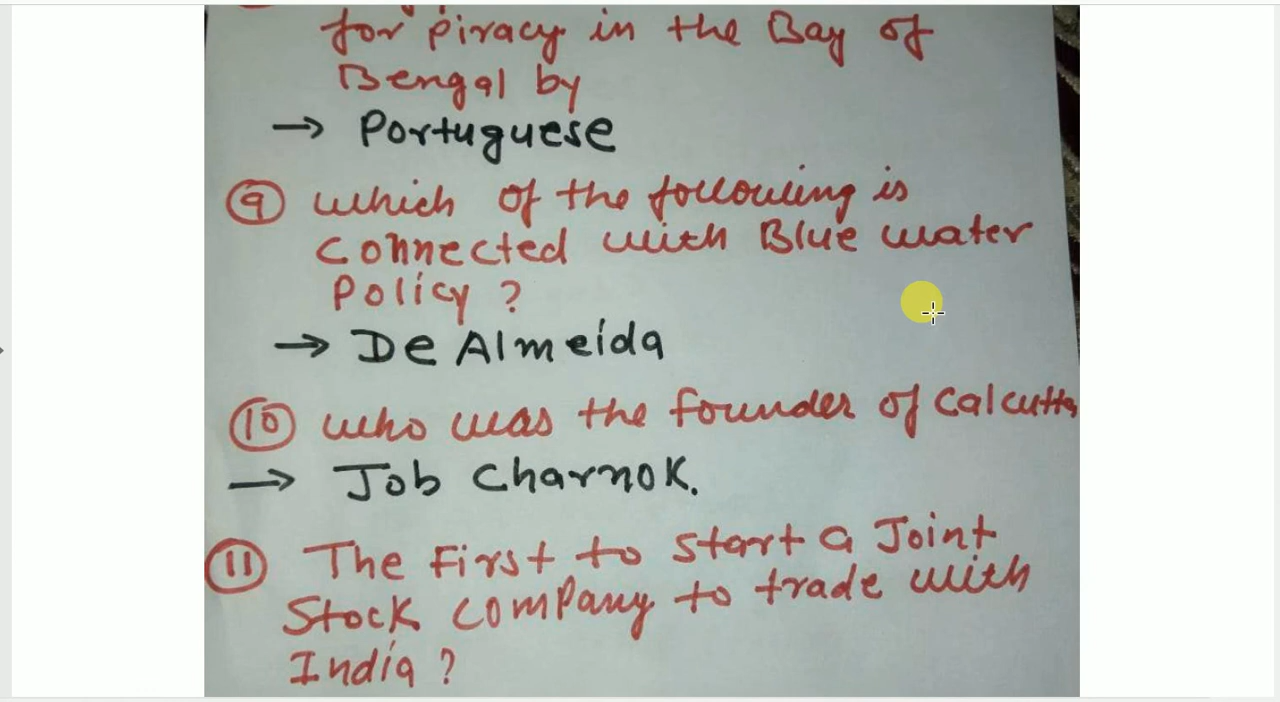 for piracy in the Bay of
Bengal by
→ Portuguese
9 which of the following is
connected with Blue water
Policy ?
→ De Almeida
10 who was the founder of Calcutta
→ Job Charnok.
11 The First to start a Joint
Stock company to trade with
India ?